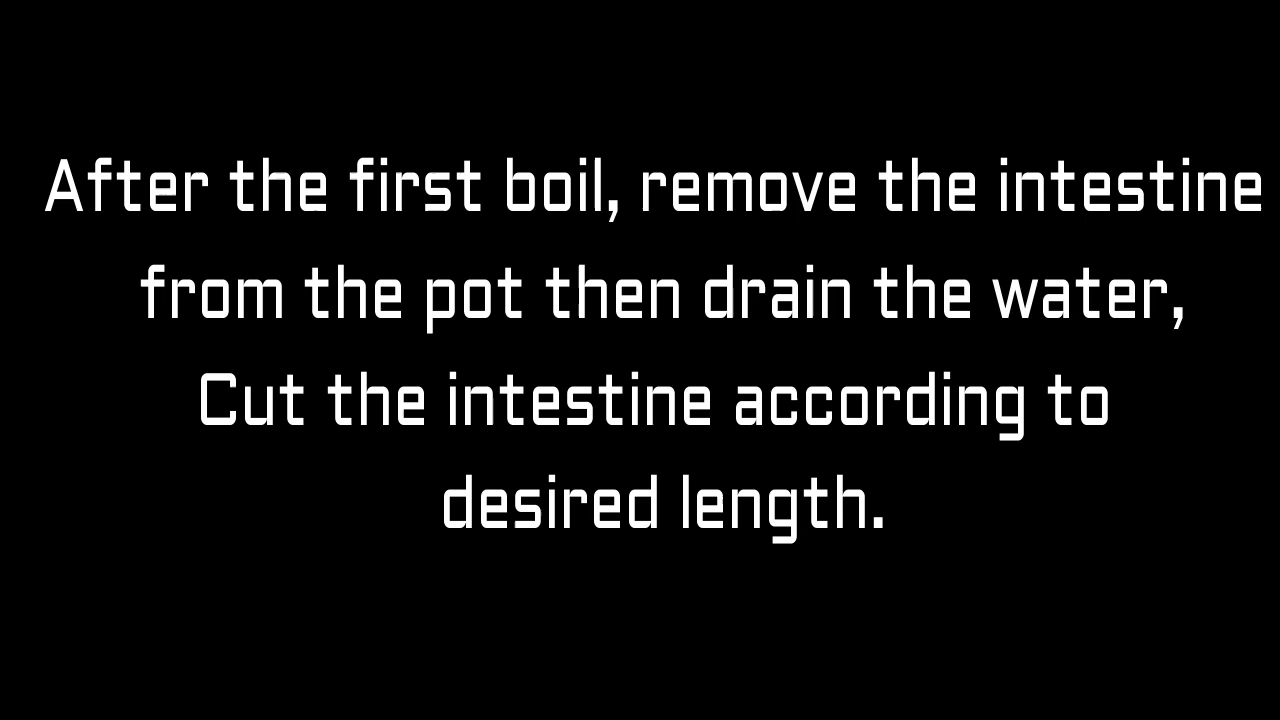 After the first boil, remove the intestine
from the pot then drain the water,
Cut the intestine according to
desired length.